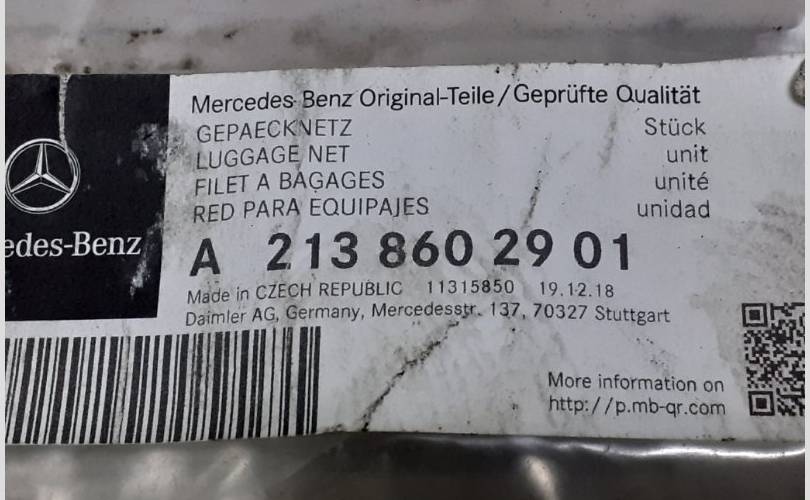 Mercedes-Benz Original-Teile/Geprüfte Qualität
GEPAECKNETZ Stück
LUGGAGE NET unit
FILET A BAGAGES unité
RED PARA EQUIPAJES unidad
edes-Benz
A 213 860 29 01
Made in CZECH REPUBLIC 11315850 19.12.18
Daimler AG, Germany, Mercedesstr. 137, 70327 Stuttgart
More information on
http://p.mb-qr.com